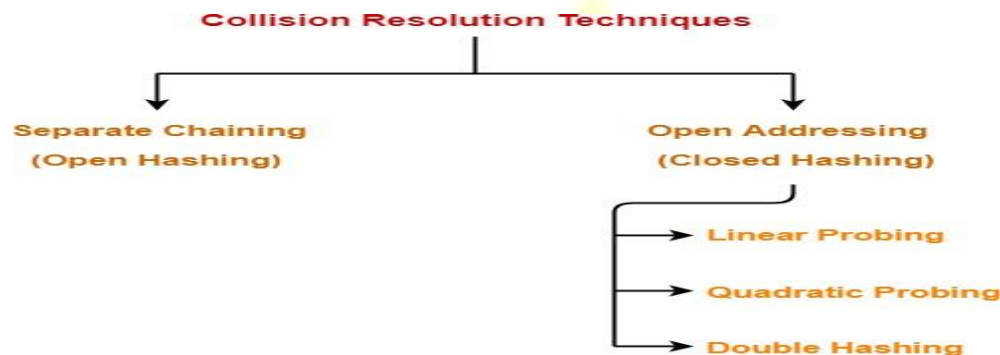 Collision Resolution Techniques
Separate Chaining
(Open Hashing)
Open Addressing
(Closed Hashing)
Linear Probing
Quadratic Probing
Double Hashing